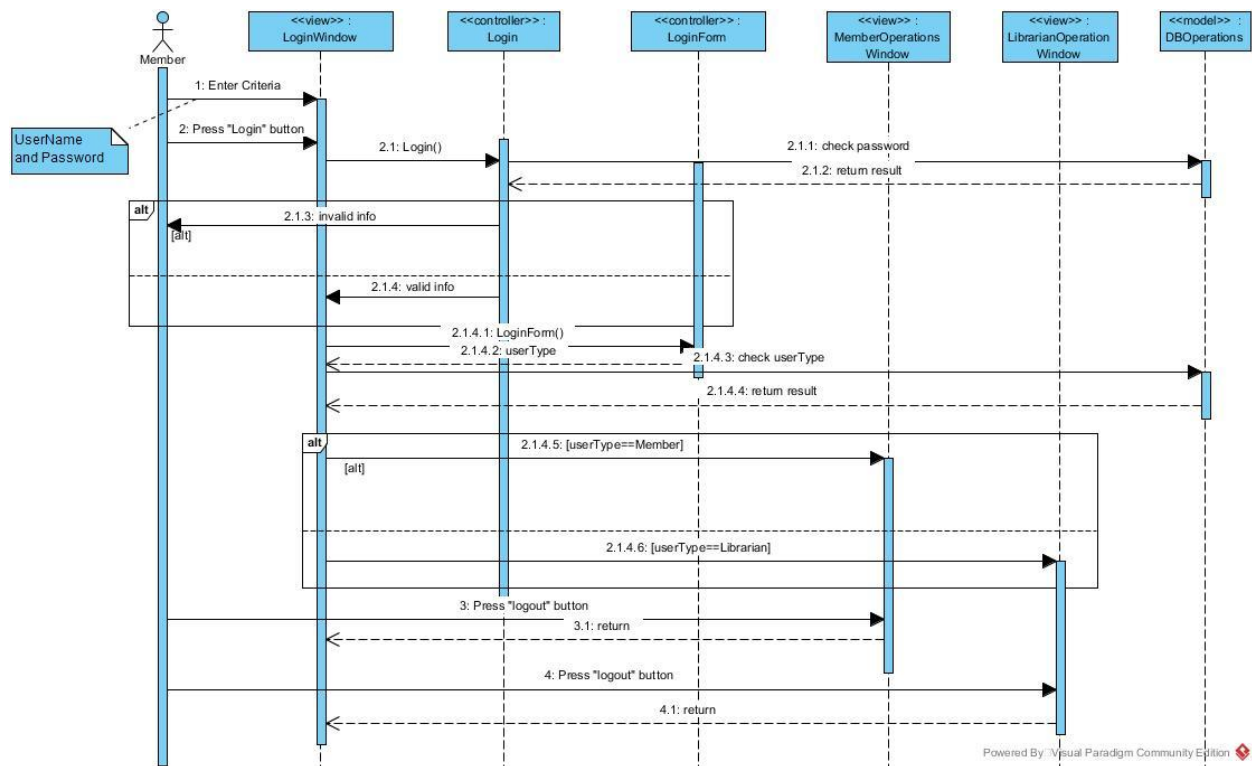 <<view>> :
LoginWindow
<<controller>> :
Login
<<controller>> :
LoginForm
<<view>> :
MemberOperations
Window
<<view>> :
LibrarianOperation
Window
<<model>> :
DBOperations
Member
1: Enter Criteria
UserName
and Password
2: Press "Login" button
2.1: Login()
2.1.1: check password
2.1.2: return result
alt
2.1.3: invalid info
[alt]
2.1.4: valid info
2.1.4.1: LoginForm()
2.1.4.2: userType
2.1.4.3: check userType
2.1.4.4: return result
alt
2.1.4.5: [userType==Member]
[alt]
2.1.4.6: [userType==Librarian]
3: Press "logout" button
3.1: return
4: Press "logout" button
4.1: return
Powered By Visual Paradigm Community Edition